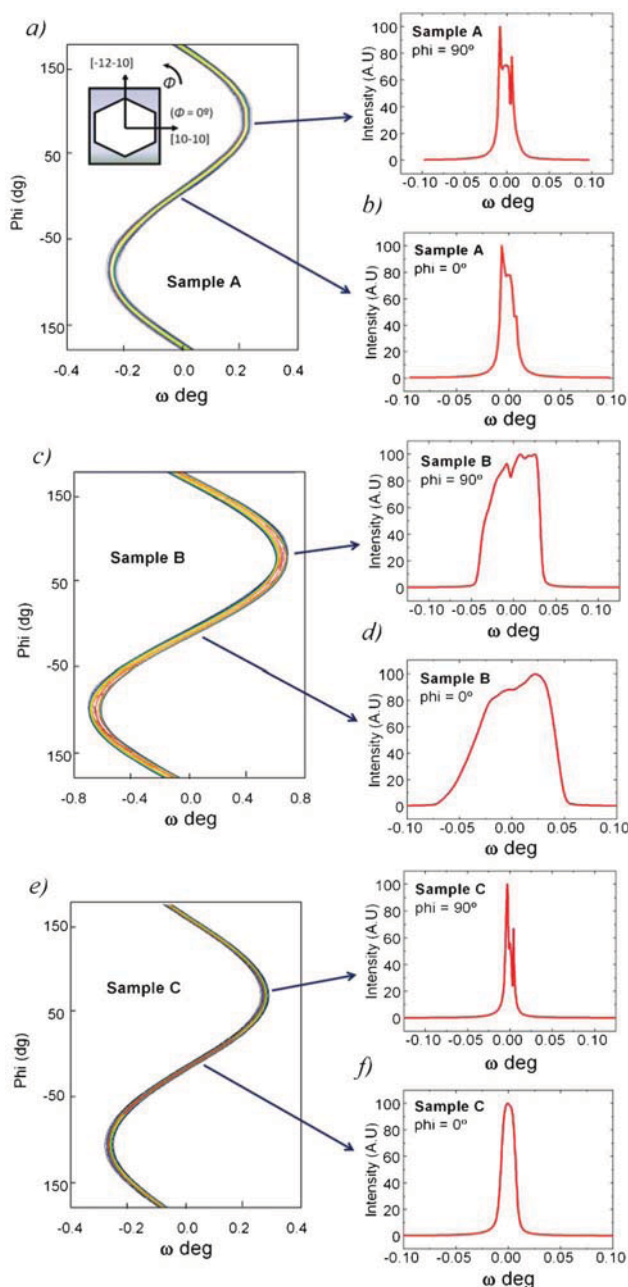 a)
[-12-10]
Φ
(Φ = 0º)
[10-10]
150
50
-50
150
Phi (dg)
Sample A
-0.4
-0.2
0.0
0.2
0.4
ω deg
Sample A
phi = 90º
Intensity (A.U)
100
80
60
40
20
0
-0.10
-0.05
0.00
0.05
0.10
ω deg
b)
Sample A
phi = 0º
Intensity (A.U)
100
80
60
40
20
0
-0.10
-0.05
0.00
0.05
0.10
ω deg
c)
150
50
-50
150
Phi (dg)
Sample B
-0.8
-0.4
0.0
0.4
0.8
ω deg
Sample B
phi = 90º
Intensity (A.U)
100
80
60
40
20
0
-0.10
-0.05
0.00
0.05
0.10
ω deg
d)
Sample B
phi = 0º
Intensity (A.U)
100
80
60
40
20
0
-0.10
-0.05
0.00
0.05
0.10
ω deg
e)
150
50
-50
150
Phi (dg)
Sample C
-0.4
-0.2
0.0
0.2
0.4
ω deg
Sample C
phi = 90º
Intensity (A.U)
100
80
60
40
20
0
-0.10
-0.05
0.00
0.05
0.10
ω deg
f)
Sample C
phi = 0º
Intensity (A.U)
100
80
60
40
20
0
-0.10
-0.05
0.00
0.05
0.10
ω deg